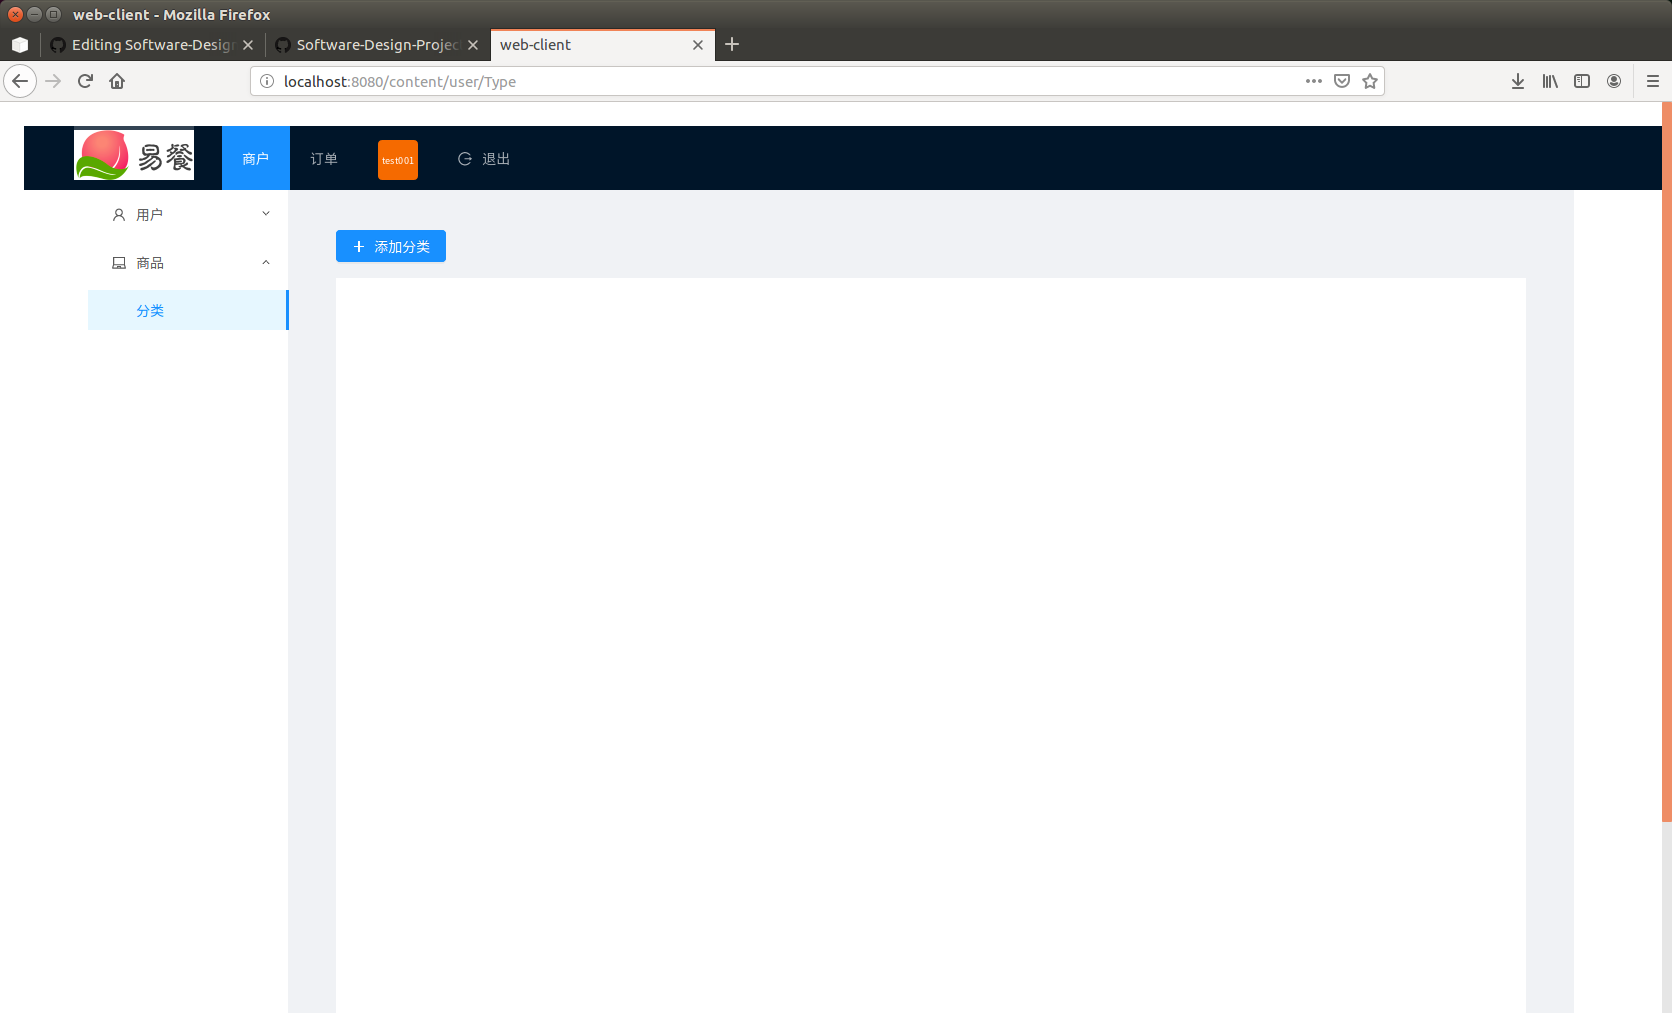 web-client - Mozilla Firefox
Editing Software-Design
Software-Design-Projec
web-client
localhost:8080/content/user/Type
易餐
商户
订单
test001
退出
用户
商品
分类
添加分类